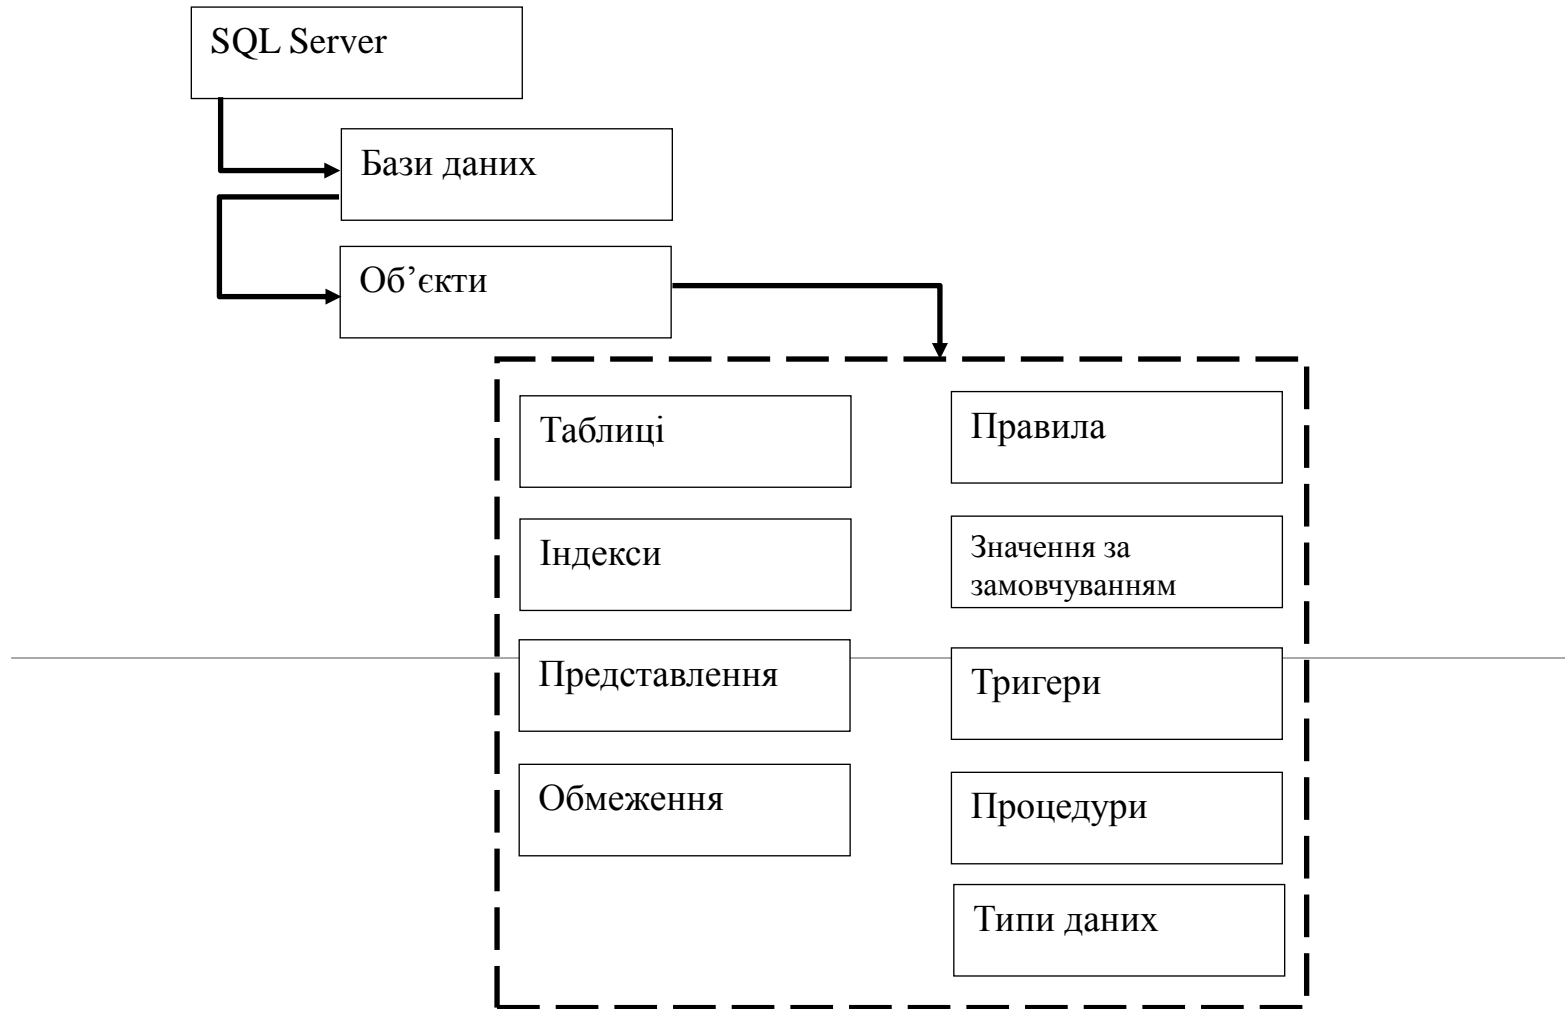 SQL Server
Бази даних
Об’єкти
Таблиці
Індекси
Представлення
Обмеження
Правила
Значення за
замовчуванням
Тригери
Процедури
Типи даних